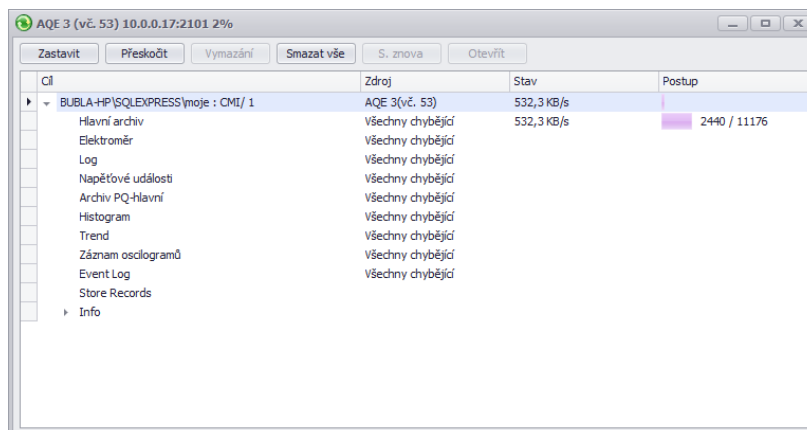 AQE 3 (vč. 53) 10.0.0.17:2101 2%
Zastavit Přeskočit Vymazání Smazat vše S. znova Otevřít
Cíl Zdroj Stav Postup
BUBLA-HP\SQLEXPRESS\moje : CMI/ 1 AQE 3(vč. 53) 532,3 KB/s
Hlavní archiv Všechny chybějící 532,3 KB/s 2440 / 11176
Elektroměr Všechny chybějící
Log Všechny chybějící
Napěťové události Všechny chybějící
Archiv PQ-hlavní Všechny chybějící
Histogram Všechny chybějící
Trend Všechny chybějící
Záznam oscilogramů Všechny chybějící
Event Log Všechny chybějící
Store Records
Info